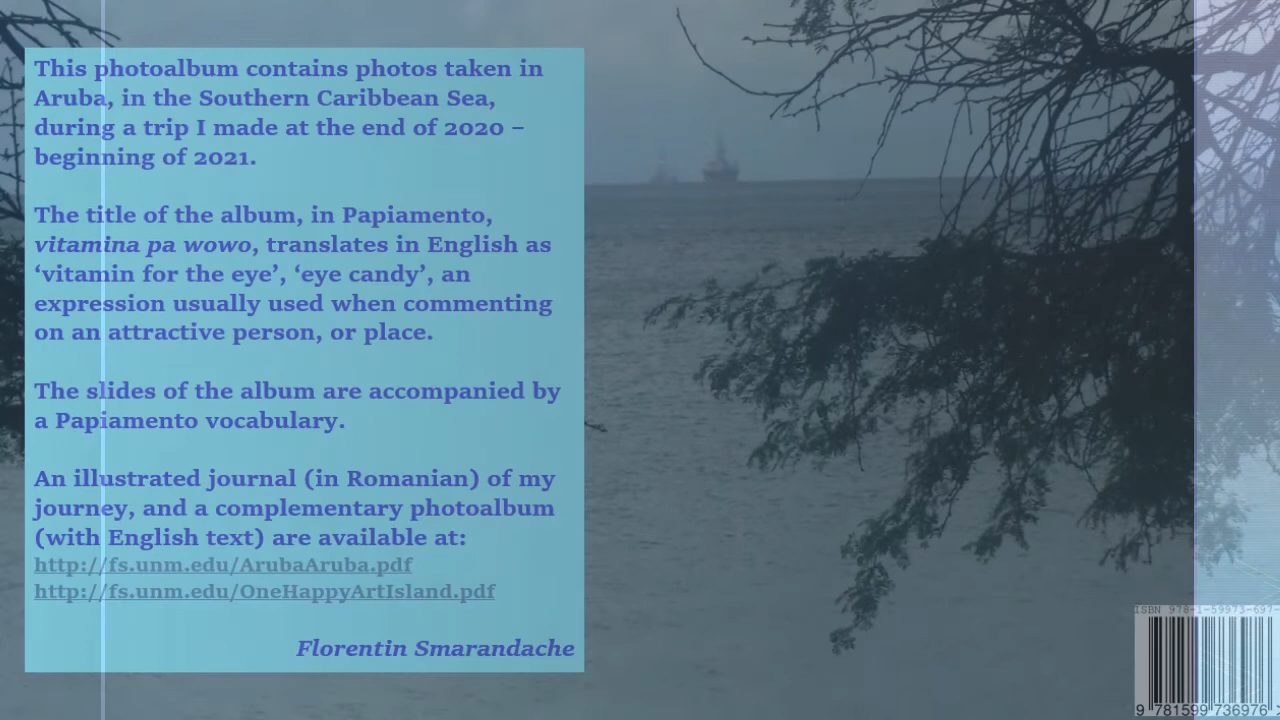 This photoalbum contains photos taken in
Aruba, in the Southern Caribbean Sea,
during a trip I made at the end of 2020 –
beginning of 2021.
The title of the album, in Papiamento,
vitamina pa wowo, translates in English as
‘vitamin for the eye’, ‘eye candy’, an
expression usually used when commenting
on an attractive person, or place.
The slides of the album are accompanied by
a Papiamento vocabulary.
An illustrated journal (in Romanian) of my
journey, and a complementary photoalbum
(with English text) are available at:
http://fs.unm.edu/ArubaAruba.pdf
http://fs.unm.edu/OneHappyArtIsland.pdf
Florentin Smarandache
ISBN 978-1-59973-697-
9 781599 736976 >